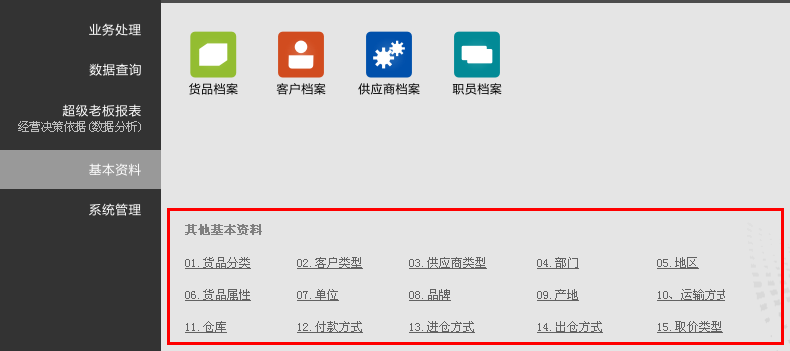 业务处理
数据查询
超级老板报表
经营决策依据(数据分析)
基本资料
系统管理
货品档案 客户档案 供应商档案 职员档案
其他基本资料
01. 货品分类 02. 客户类型 03. 供应商类型 04. 部门 05. 地区
06. 货品属性 07. 单位 08. 品牌 09. 产地 10、运输方式
11. 仓库 12. 付款方式 13. 进仓方式 14. 出仓方式 15. 取价类型